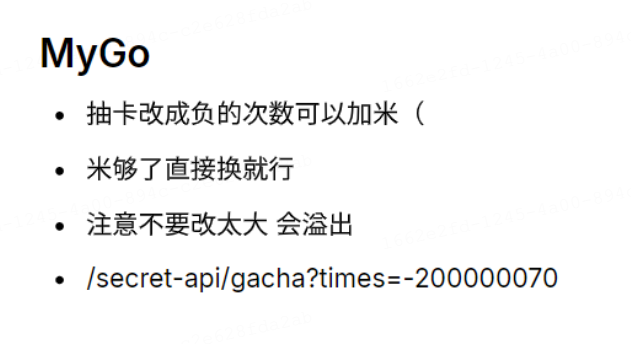 MyGo
抽卡改成负的次数可以加米（
米够了直接换就行
注意不要改太大 会溢出
/secret-api/gacha?times=-200000070